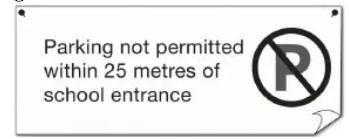 Parking not permitted
within 25 metres of
school entrance
P